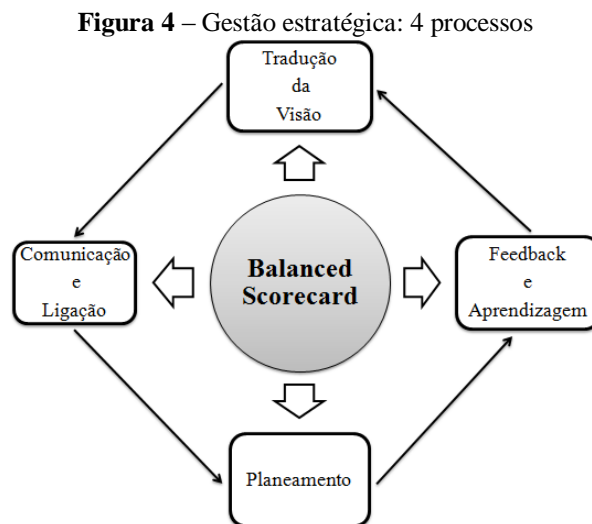 Figura 4 – Gestão estratégica: 4 processos
Tradução
da
Visão
Comunicação
e
Ligação
Balanced
Scorecard
Feedback
e
Aprendizagem
Planeamento